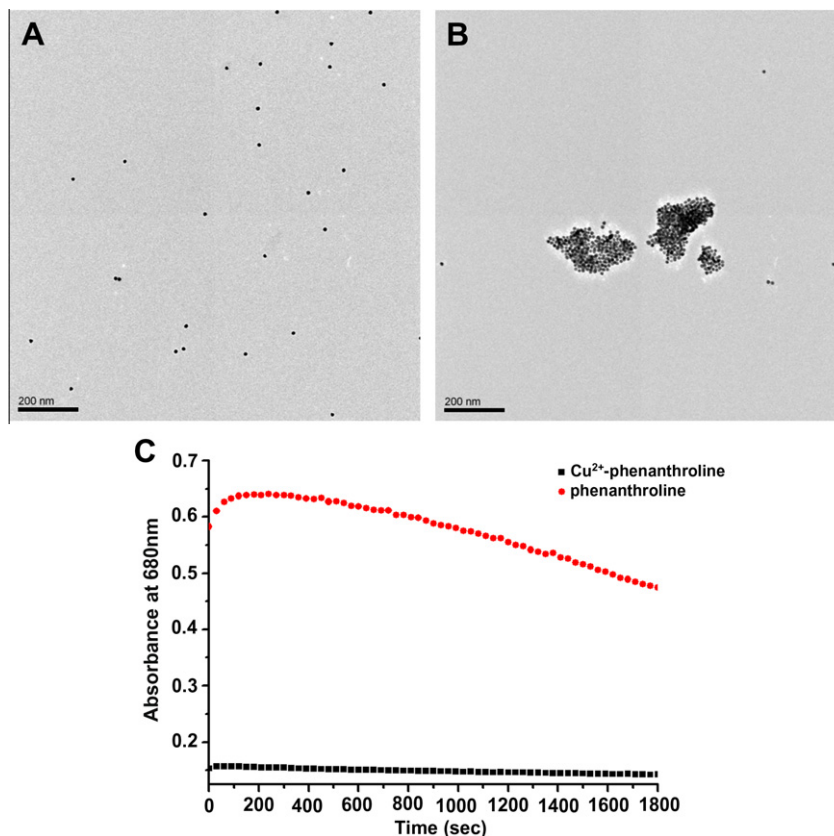 A
B
200 nm
200 nm
C
0.7
0.6
0.5
0.4
0.3
0.2
Absorbance at 680nm
Cu²⁺-phenanthroline
phenanthroline
0 200 400 600 800 1000 1200 1400 1600 1800
Time (sec)